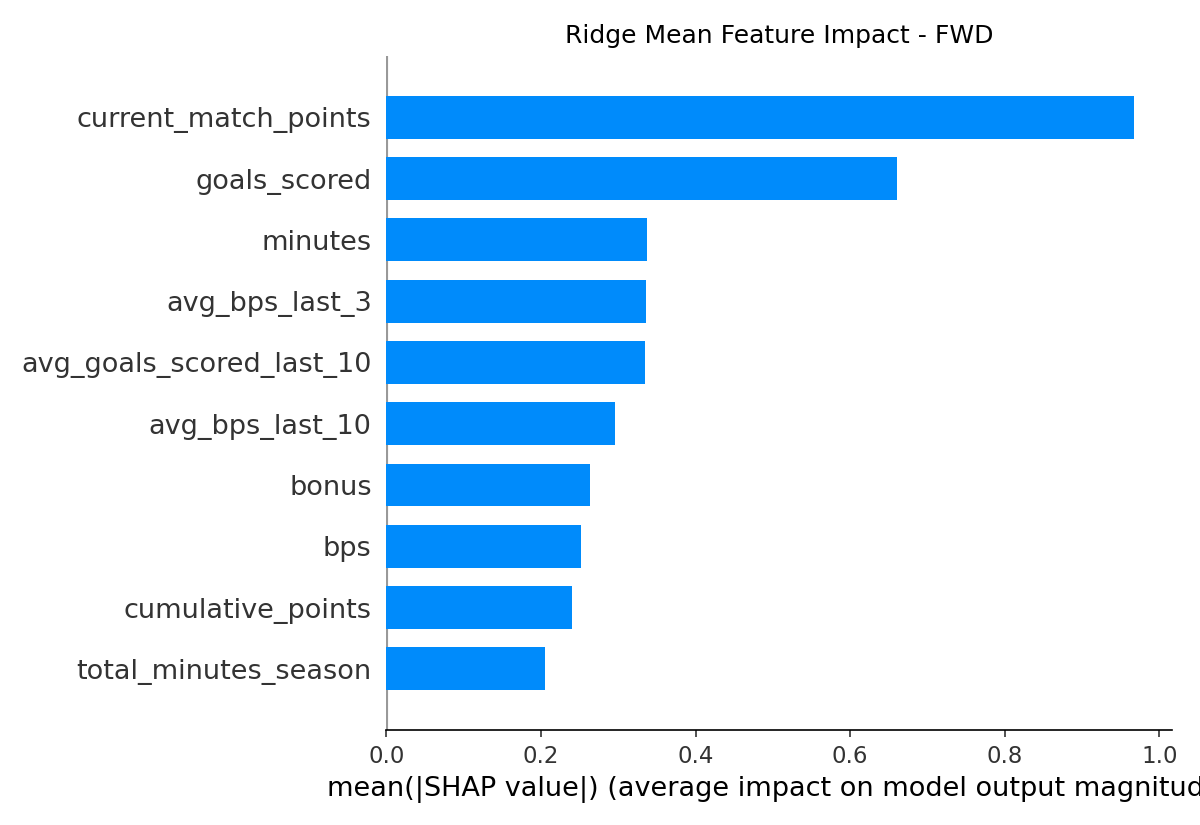 Ridge Mean Feature Impact - FWD
current_match_points
goals_scored
minutes
avg_bps_last_3
avg_goals_scored_last_10
avg_bps_last_10
bonus
bps
cumulative_points
total_minutes_season
0.0 0.2 0.4 0.6 0.8 1.0
mean(|SHAP value|) (average impact on model output magnitud